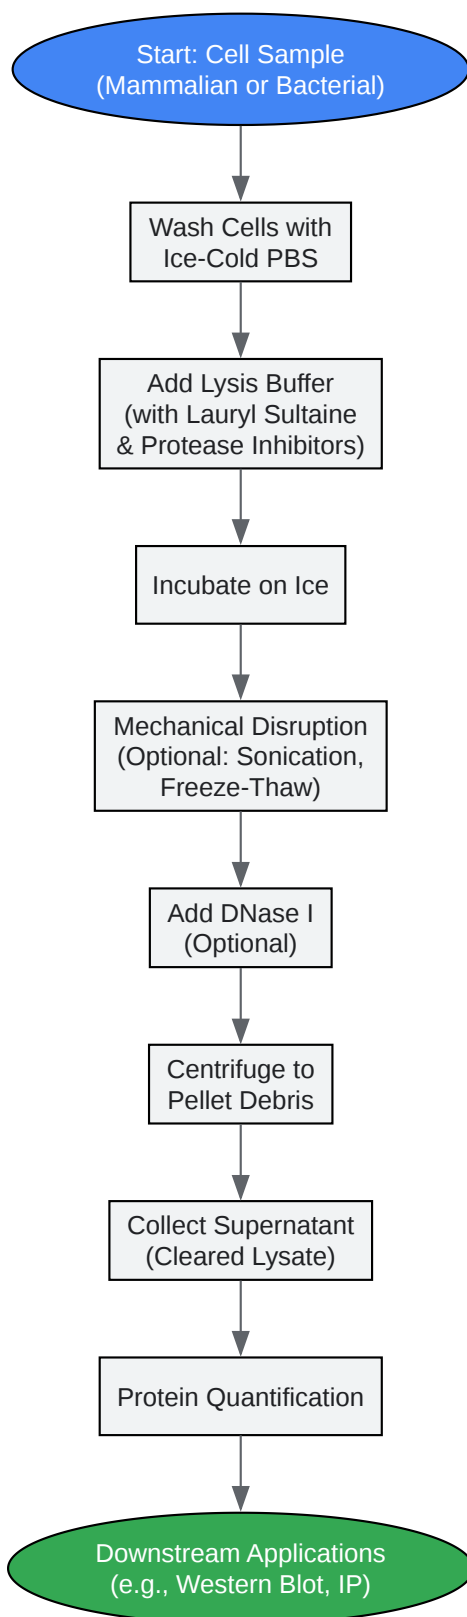 Start: Cell Sample
(Mammalian or Bacterial)
Wash Cells with
Ice-Cold PBS
Add Lysis Buffer
(with Lauryl Sultaine
& Protease Inhibitors)
Incubate on Ice
Mechanical Disruption
(Optional: Sonication,
Freeze-Thaw)
Add DNase I
(Optional)
Centrifuge to
Pellet Debris
Collect Supernatant
(Cleared Lysate)
Protein Quantification
Downstream Applications
(e.g., Western Blot, IP)